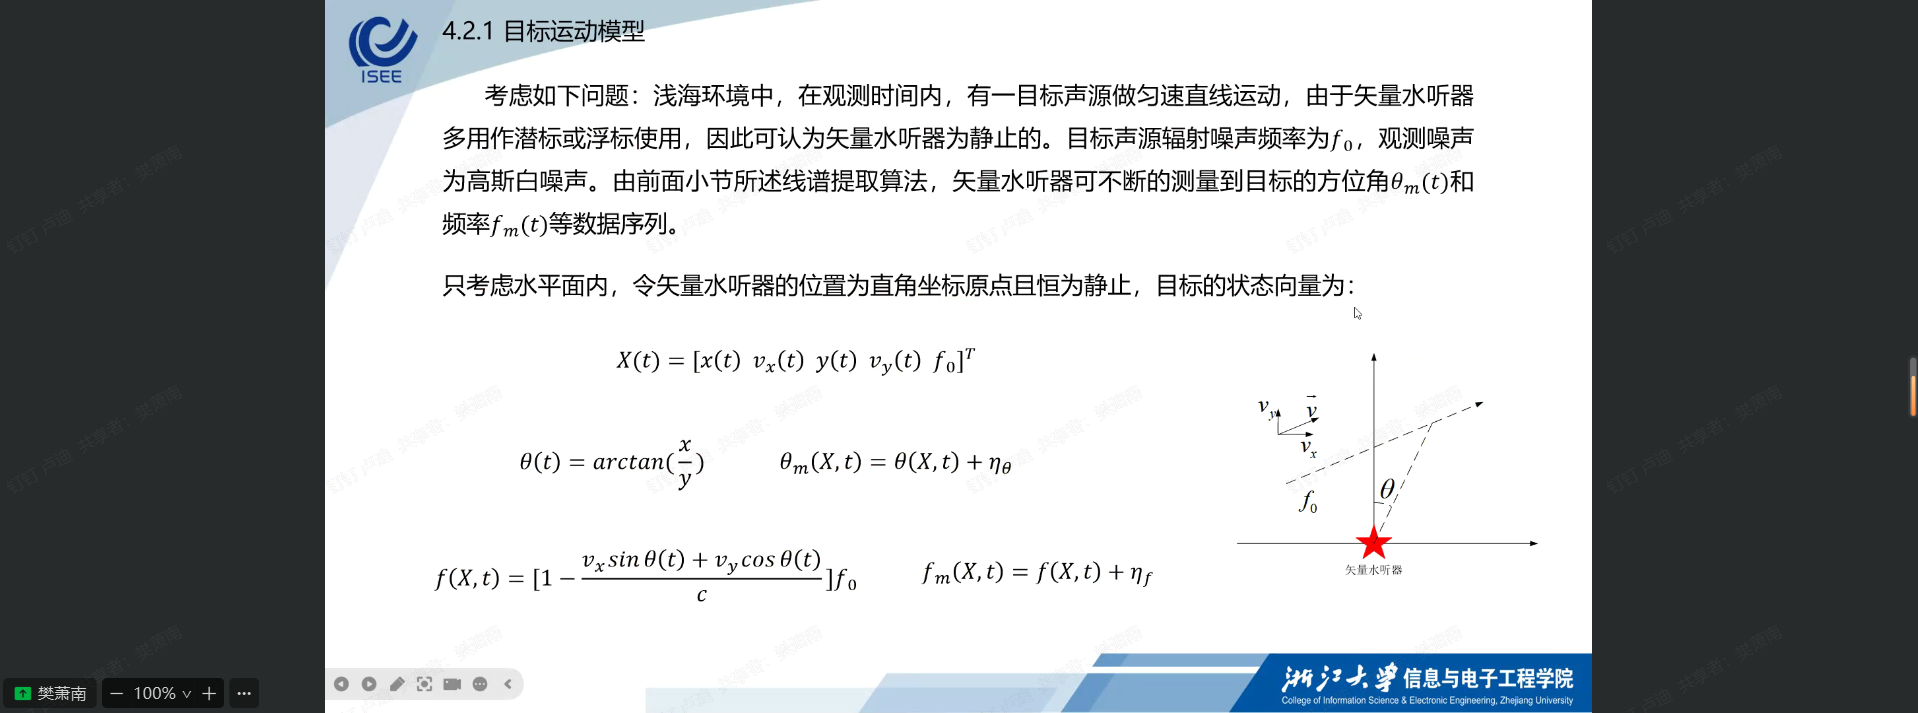 ISEE
4.2.1 目标运动模型
考虑如下问题：浅海环境中，在观测时间内，有一目标声源做匀速直线运动，由于矢量水听器
多用作潜标或浮标使用，因此可认为矢量水听器为静止的。目标声源辐射噪声频率为f₀，观测噪声
为高斯白噪声。由前面小节所述线谱提取算法，矢量水听器可不断的测量到目标的方位角θₘ(t)和
频率fₘ(t)等数据序列。
只考虑水平面内，令矢量水听器的位置为直角坐标原点且恒为静止，目标的状态向量为：
X(t) = [x(t) vₓ(t) y(t) v_y(t) f₀]ᵀ
θ(t) = arctan(x/y)
θₘ(X, t) = θ(X, t) + η_θ
f(X, t) = [1 − (vₓ sin θ(t) + v_y cos θ(t))/c]f₀
fₘ(X, t) = f(X, t) + η_f
v_y
v⃗
vₓ
f₀
θ
矢量水听器
浙江大学 信息与电子工程学院
College of Information Science & Electronic Engineering, Zhejiang University
樊萧南
100%
钉钉 卢迪 共享者：樊萧南